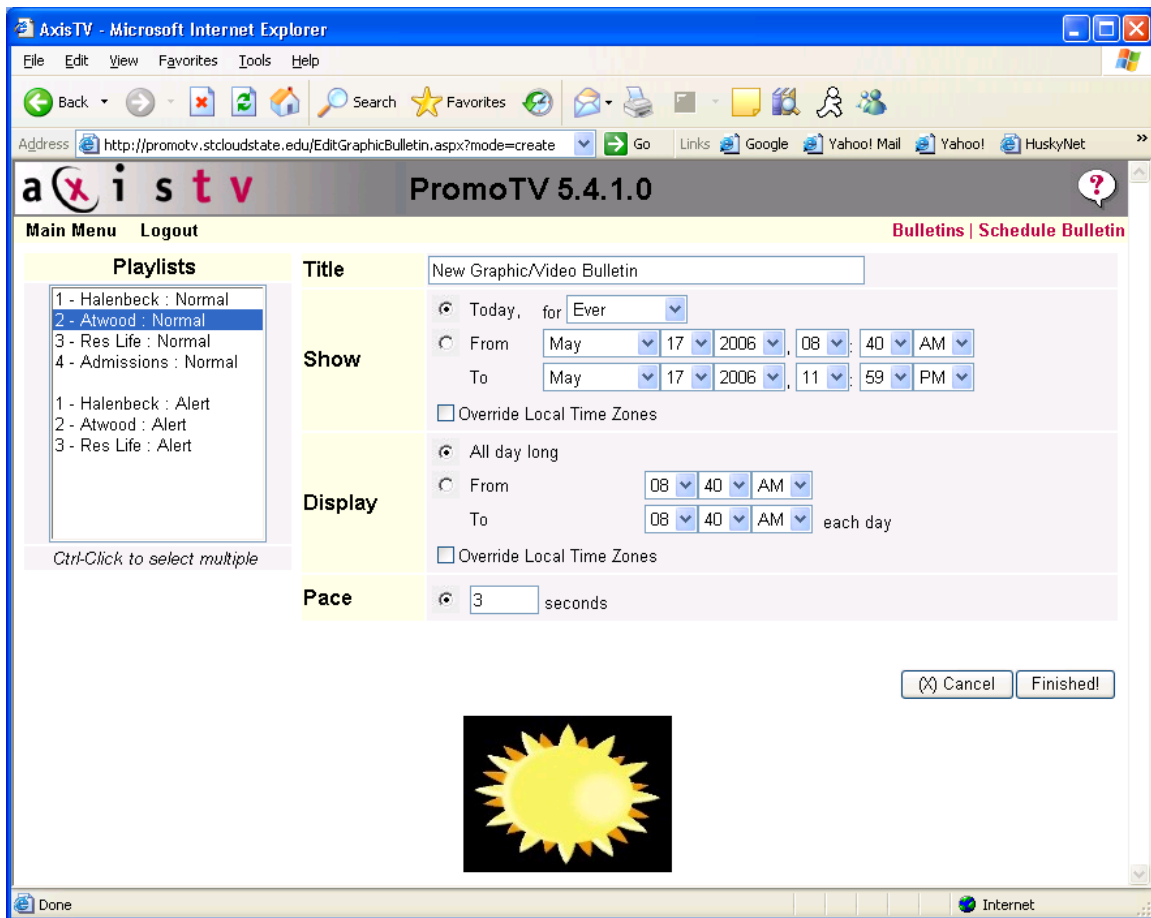 AxisTV - Microsoft Internet Explorer
File Edit View Favorites Tools Help
Back Search Favorites
Address http://promotv.stcloudstate.edu/EditGraphicBulletin.aspx?mode=create Go Links Google Yahoo! Mail Yahoo! HuskyNet »
axistv PromoTV 5.4.1.0 ?
Main Menu Logout Bulletins | Schedule Bulletin
Playlists
1 - Halenbeck : Normal
2 - Atwood : Normal
3 - Res Life : Normal
4 - Admissions : Normal
1 - Halenbeck : Alert
2 - Atwood : Alert
3 - Res Life : Alert
Ctrl-Click to select multiple
Title New Graphic/Video Bulletin
Show
Today, for Ever
From May 17 2006 , 08 : 40 AM
To May 17 2006 , 11 : 59 PM
Override Local Time Zones
Display
All day long
From 08 40 AM
To 08 40 AM each day
Override Local Time Zones
Pace 3 seconds
(X) Cancel Finished!
Done Internet